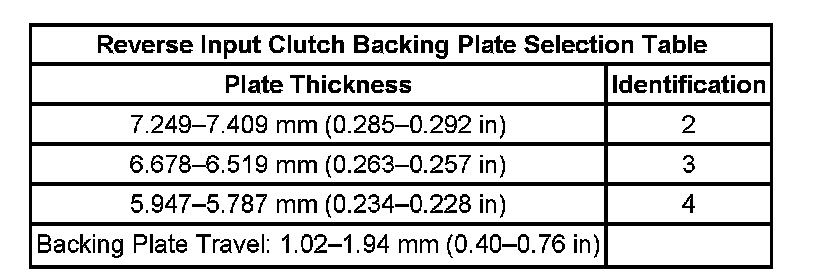 Reverse Input Clutch Backing Plate Selection Table
Plate Thickness Identification
7.249–7.409 mm (0.285–0.292 in) 2
6.678–6.519 mm (0.263–0.257 in) 3
5.947–5.787 mm (0.234–0.228 in) 4
Backing Plate Travel: 1.02–1.94 mm (0.40–0.76 in)